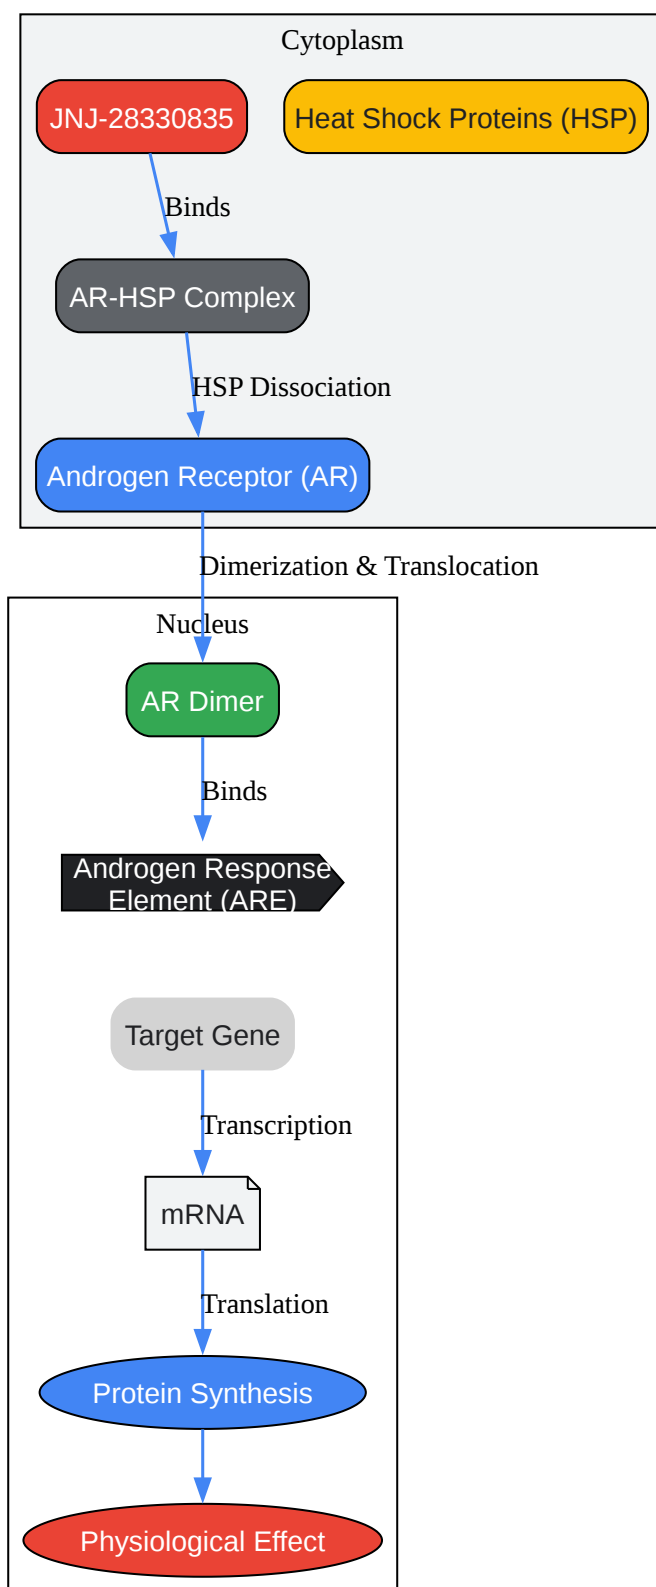 Cytoplasm
JNJ-28330835
Heat Shock Proteins (HSP)
Binds
AR-HSP Complex
HSP Dissociation
Androgen Receptor (AR)
Dimerization & Translocation
Nucleus
AR Dimer
Binds
Androgen Response
Element (ARE)
Target Gene
Transcription
mRNA
Translation
Protein Synthesis
Physiological Effect